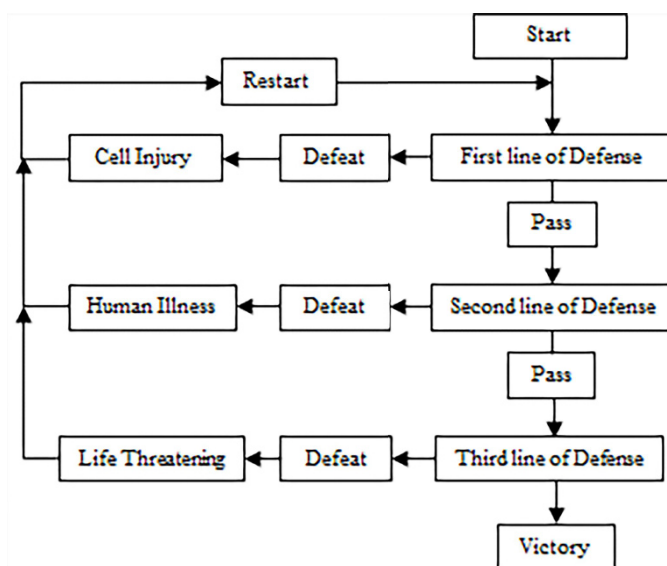 Start
Restart
Cell Injury
Defeat
First line of Defense
Pass
Human Illness
Defeat
Second line of Defense
Pass
Life Threatening
Defeat
Third line of Defense
Victory